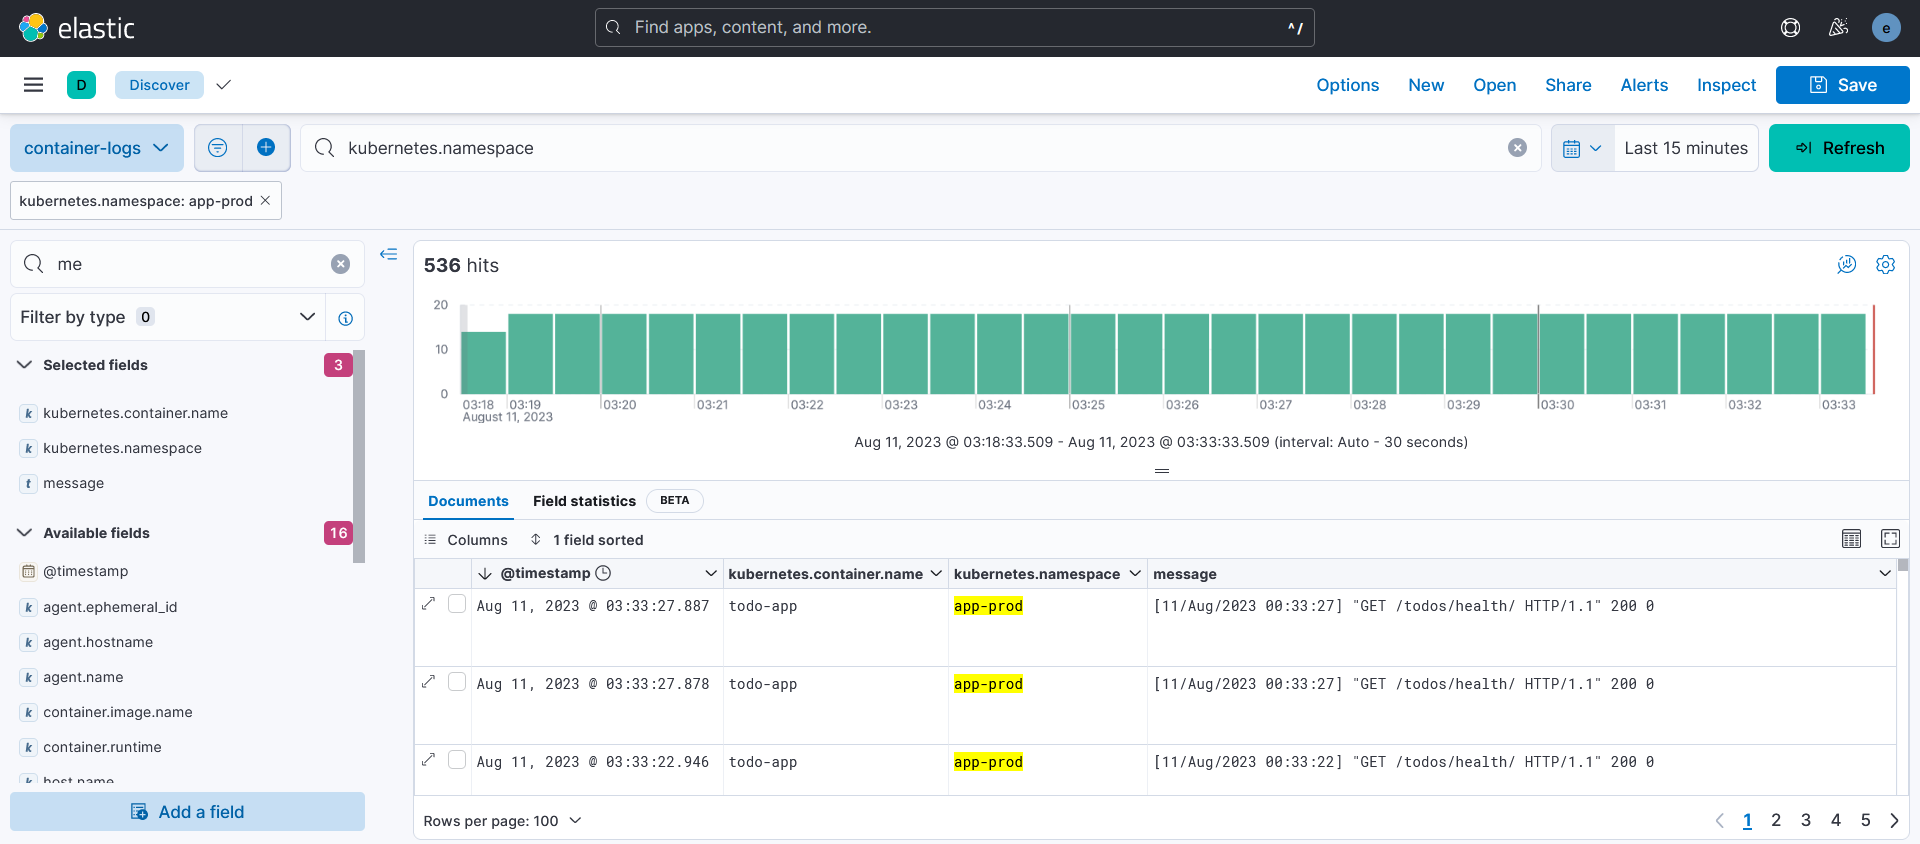 elastic
Find apps, content, and more.
^/
e
D
Discover
Options
New
Open
Share
Alerts
Inspect
Save
container-logs
kubernetes.namespace
Last 15 minutes
Refresh
kubernetes.namespace: app-prod
me
Filter by type 0
Selected fields 3
k kubernetes.container.name
k kubernetes.namespace
t message
Available fields 16
@timestamp
k agent.ephemeral_id
k agent.hostname
k agent.name
k container.image.name
k container.runtime
k host.name
Add a field
536 hits
20
10
0
03:18 03:19 03:20 03:21 03:22 03:23 03:24 03:25 03:26 03:27 03:28 03:29 03:30 03:31 03:32 03:33
August 11, 2023
Aug 11, 2023 @ 03:18:33.509 - Aug 11, 2023 @ 03:33:33.509 (interval: Auto - 30 seconds)
Documents Field statistics BETA
Columns 1 field sorted
@timestamp kubernetes.container.name kubernetes.namespace message
Aug 11, 2023 @ 03:33:27.887 todo-app app-prod [11/Aug/2023 00:33:27] "GET /todos/health/ HTTP/1.1" 200 0
Aug 11, 2023 @ 03:33:27.878 todo-app app-prod [11/Aug/2023 00:33:27] "GET /todos/health/ HTTP/1.1" 200 0
Aug 11, 2023 @ 03:33:22.946 todo-app app-prod [11/Aug/2023 00:33:22] "GET /todos/health/ HTTP/1.1" 200 0
Rows per page: 100
1 2 3 4 5